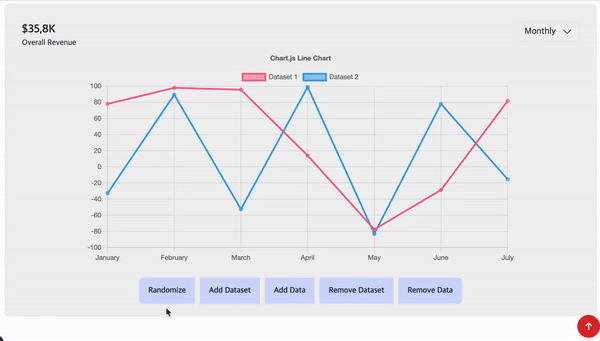 $35,8K
Overall Revenue
Monthly
Chart.js Line Chart
Dataset 1 Dataset 2
100
80
60
40
20
0
-20
-40
-60
-80
-100
January February March April May June July
Randomize Add Dataset Add Data Remove Dataset Remove Data